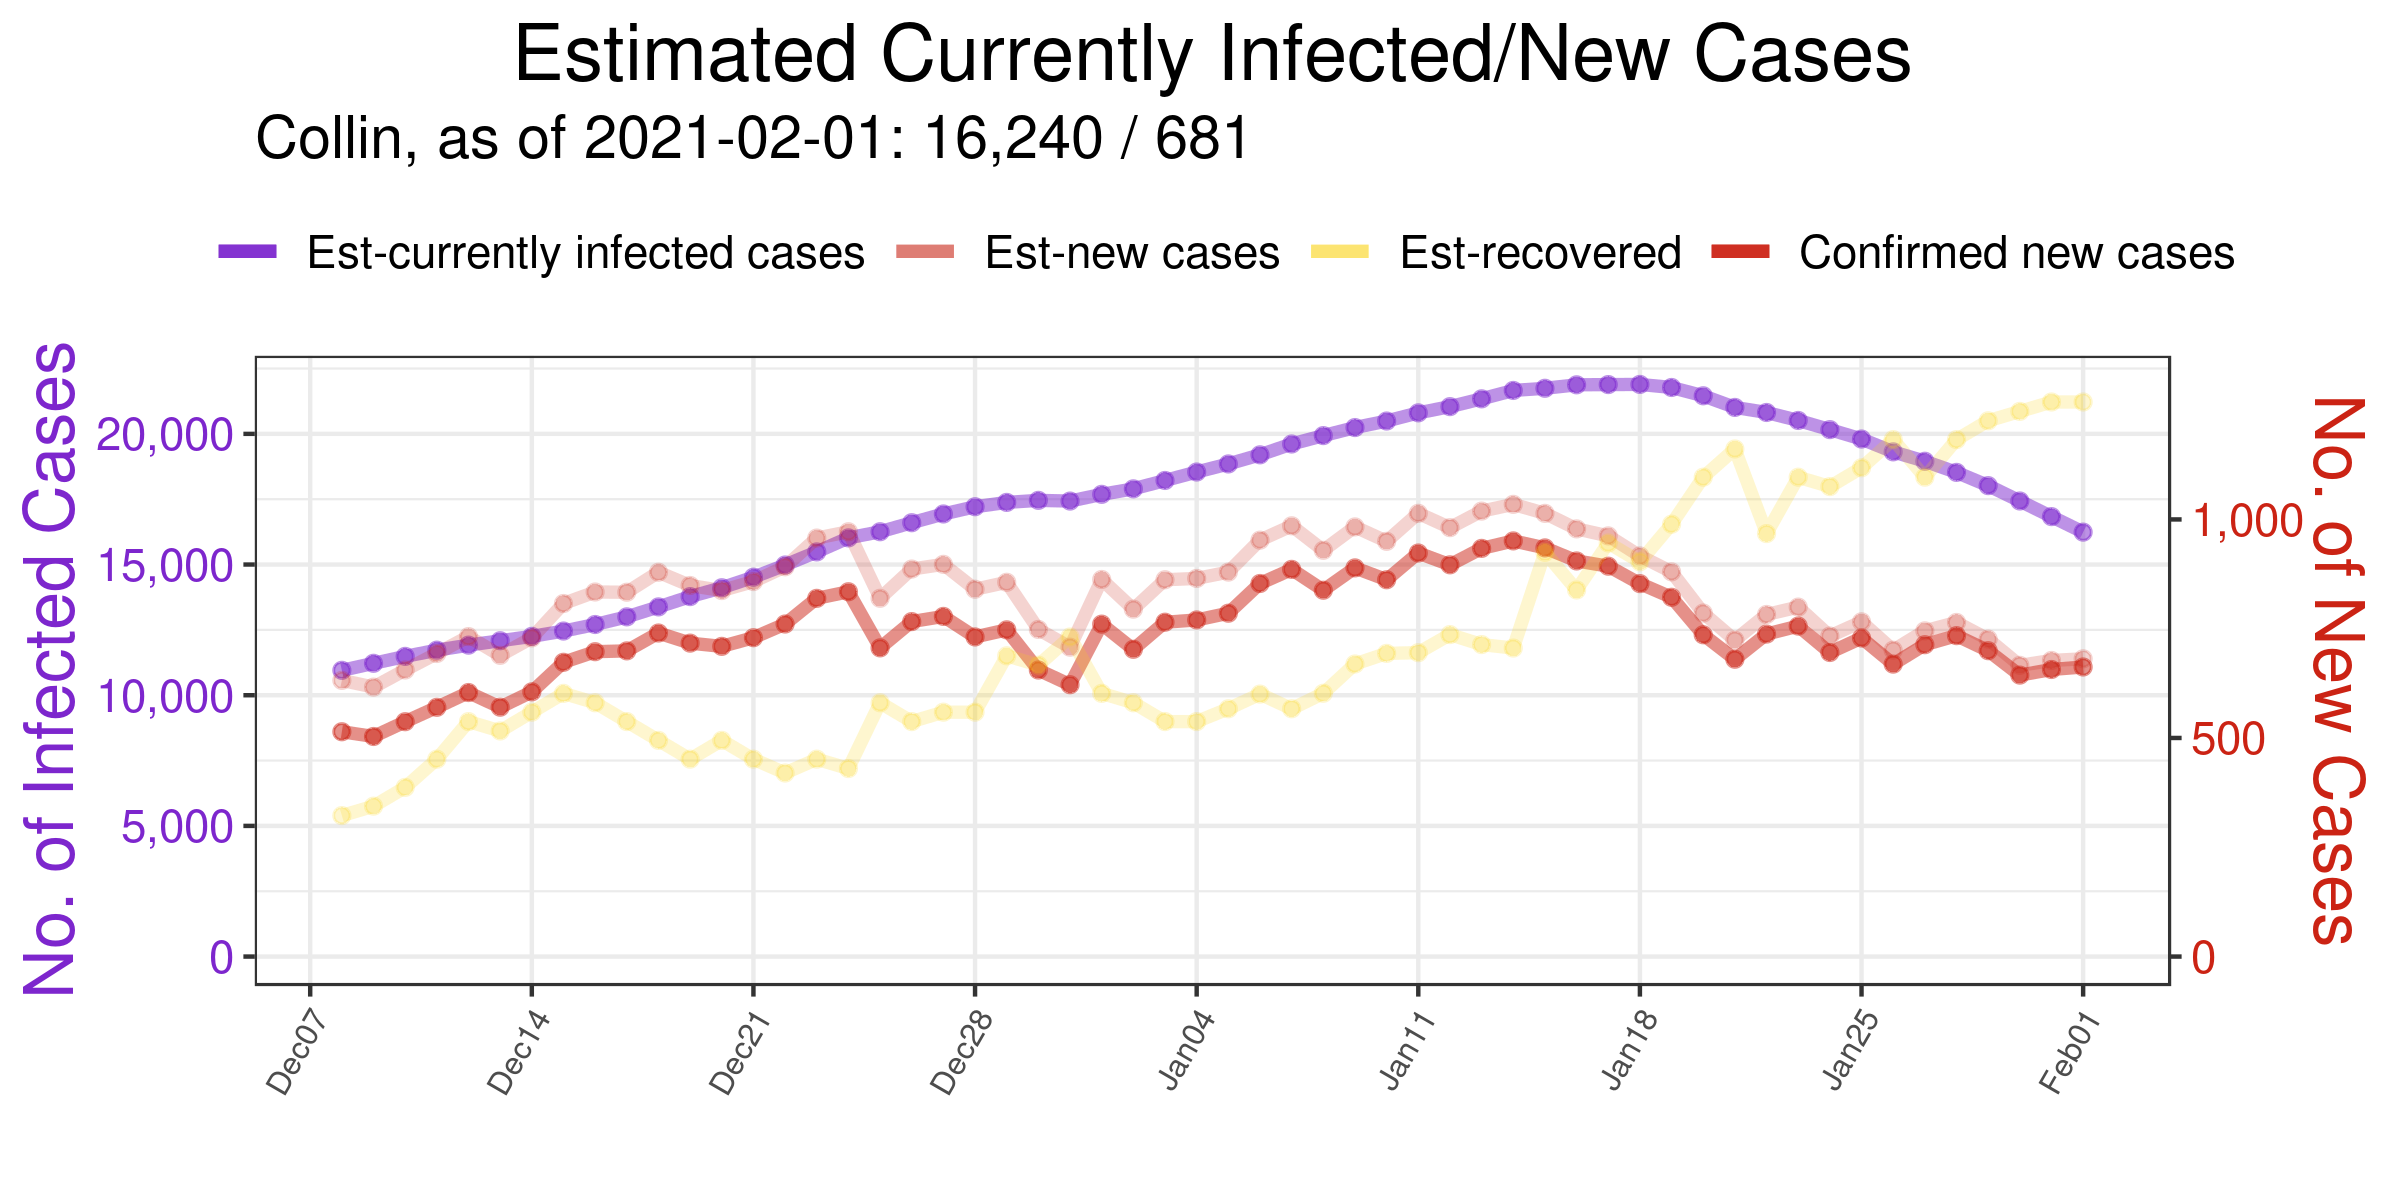 Estimated Currently Infected/New Cases
Collin, as of 2021-02-01: 16,240 / 681
Est-currently infected cases Est-new cases Est-recovered Confirmed new cases
No. of Infected Cases
20,000
15,000
10,000
5,000
0
1,000
500
0
No. of New Cases
Dec07 Dec14 Dec21 Dec28 Jan04 Jan11 Jan18 Jan25 Feb01